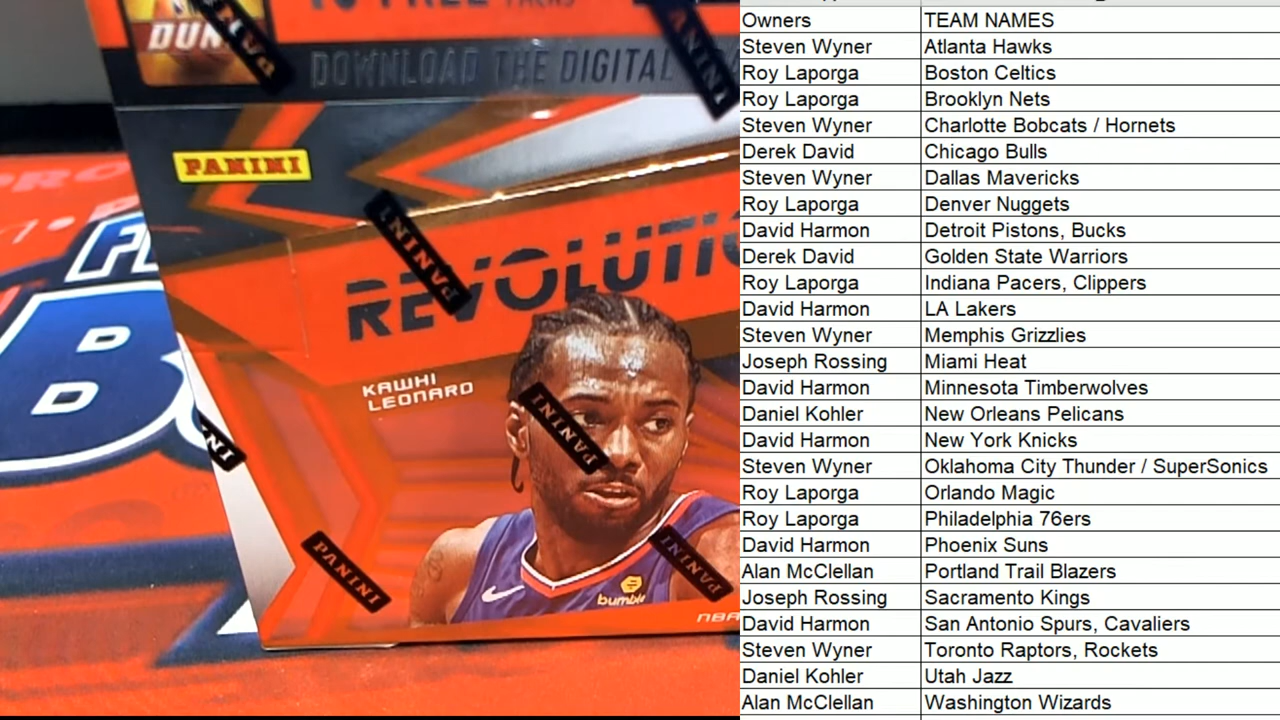 10 FREE PACKS
DUN
DOWNLOAD THE DIGITAL
PANINI
PANINI
PANINI
PANINI
REVOLUTI
KAWHI
LEONARD
PANINI
PANINI
PANINI
bumble
NBA
B
Owners TEAM NAMES
Steven Wyner Atlanta Hawks
Roy Laporga Boston Celtics
Roy Laporga Brooklyn Nets
Steven Wyner Charlotte Bobcats / Hornets
Derek David Chicago Bulls
Steven Wyner Dallas Mavericks
Roy Laporga Denver Nuggets
David Harmon Detroit Pistons, Bucks
Derek David Golden State Warriors
Roy Laporga Indiana Pacers, Clippers
David Harmon LA Lakers
Steven Wyner Memphis Grizzlies
Joseph Rossing Miami Heat
David Harmon Minnesota Timberwolves
Daniel Kohler New Orleans Pelicans
David Harmon New York Knicks
Steven Wyner Oklahoma City Thunder / SuperSonics
Roy Laporga Orlando Magic
Roy Laporga Philadelphia 76ers
David Harmon Phoenix Suns
Alan McClellan Portland Trail Blazers
Joseph Rossing Sacramento Kings
David Harmon San Antonio Spurs, Cavaliers
Steven Wyner Toronto Raptors, Rockets
Daniel Kohler Utah Jazz
Alan McClellan Washington Wizards